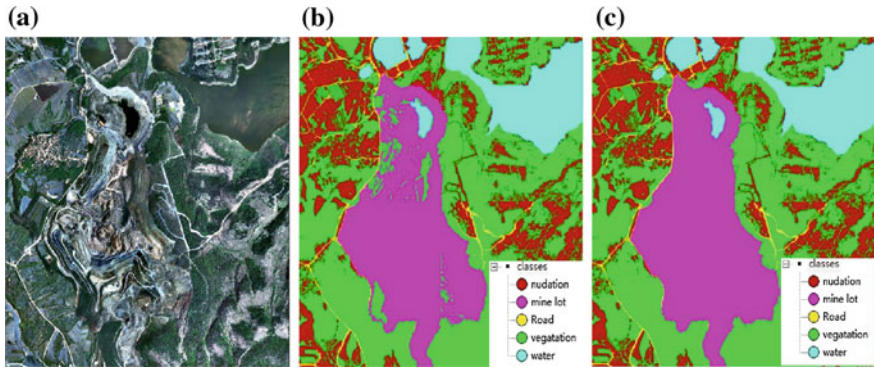 (a)
(b)
(c)
classes
nudation
mine lot
Road
vegatation
water
classes
nudation
mine lot
Road
vegatation
water